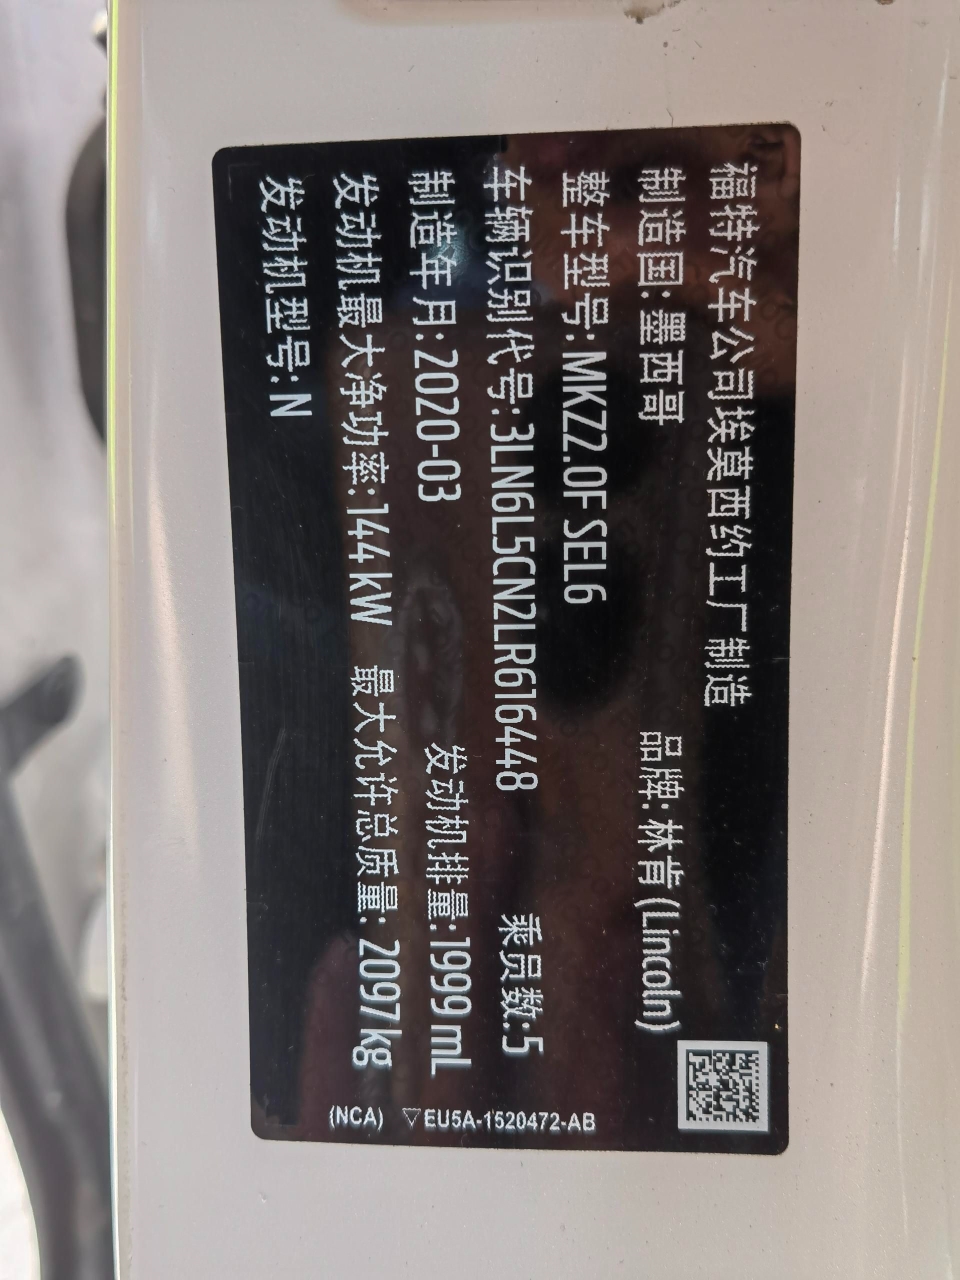 福特汽车公司埃莫西约工厂制造
制造国:墨西哥 品牌:林肯(Lincoln)
整车型号:MKZ2.0F SEL6
车辆识别代号:3LN6L5CN2LR616448 乘员数:5
制造年月:2020-03 发动机排量:1999 mL
发动机最大净功率:144 kW 最大允许总质量: 2097 kg
发动机型号:N
(NCA) ▽EU5A-1520472-AB